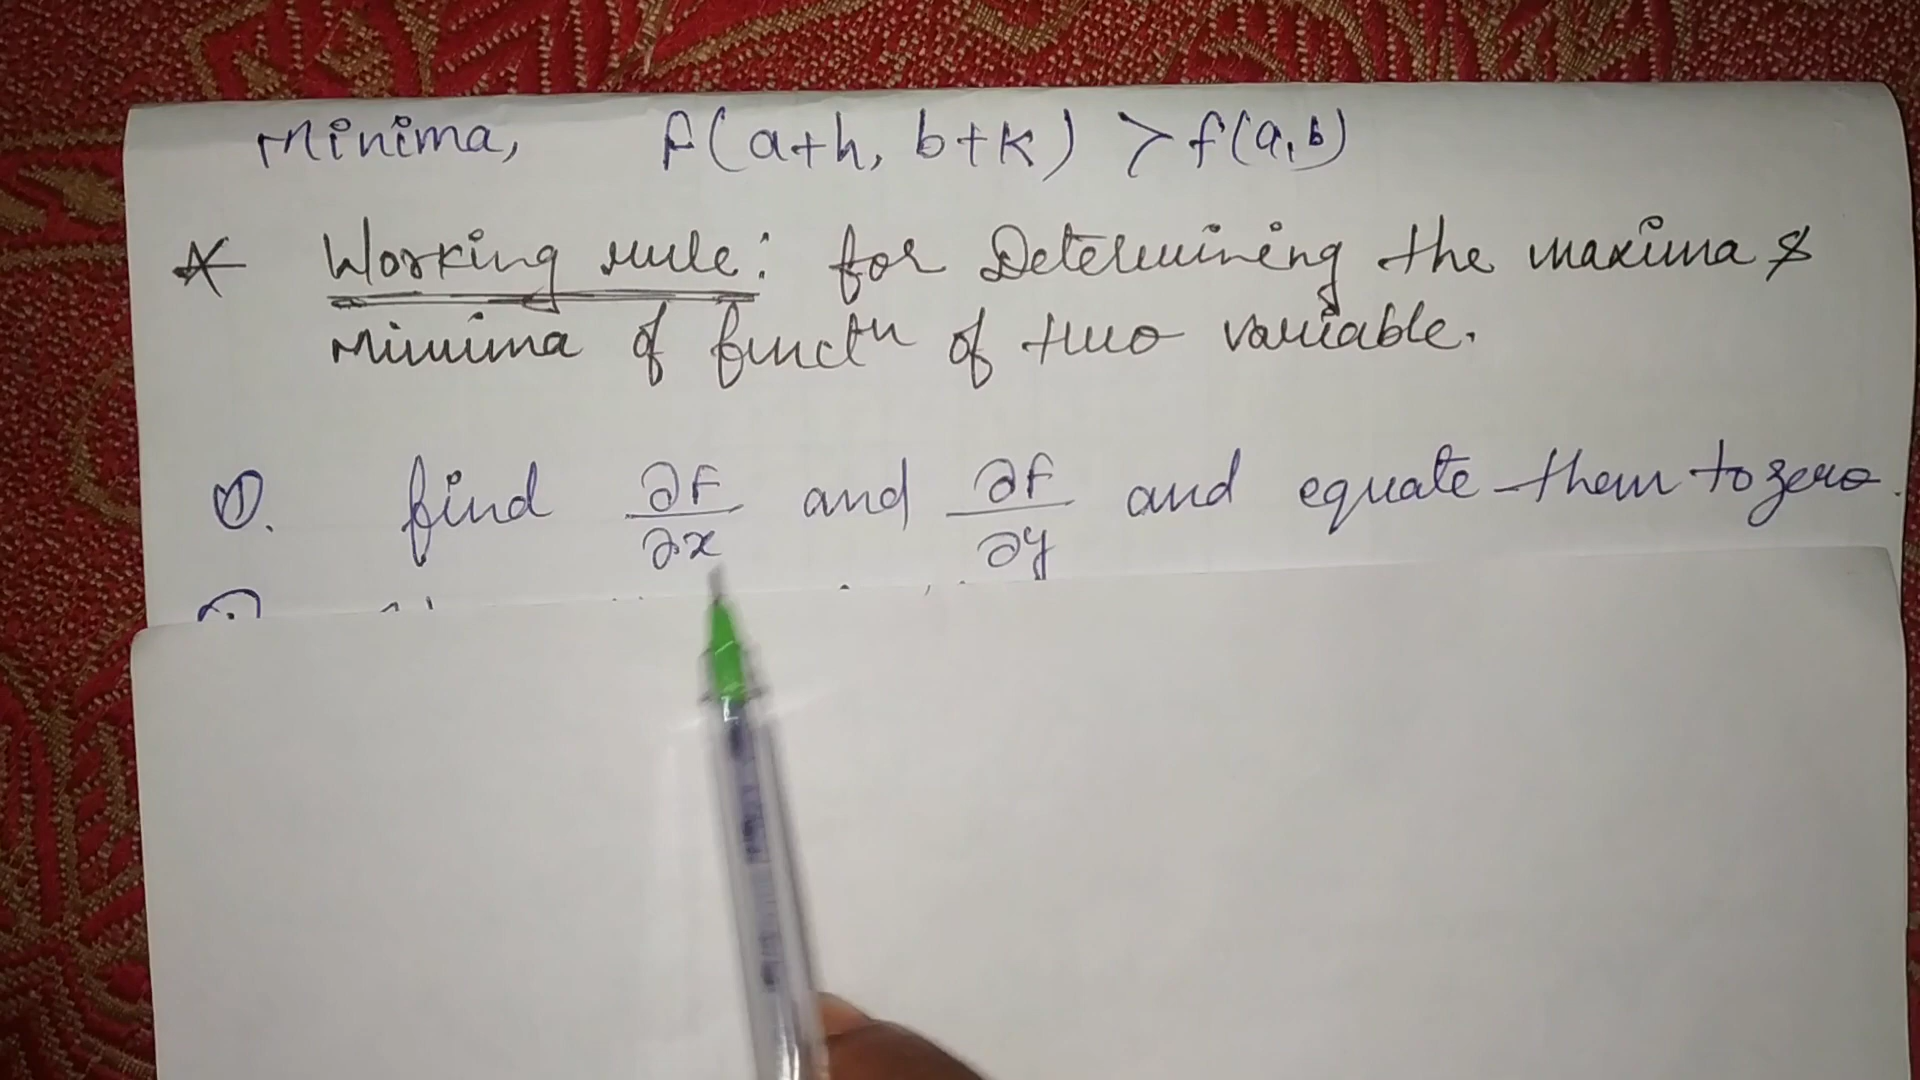 Minima, f(a+h, b+k) > f(a,b)
* Working rule: for Determining the maxima &
minima of functn of two variable.
①. find ∂f/∂x and ∂f/∂y and equate them to zero.